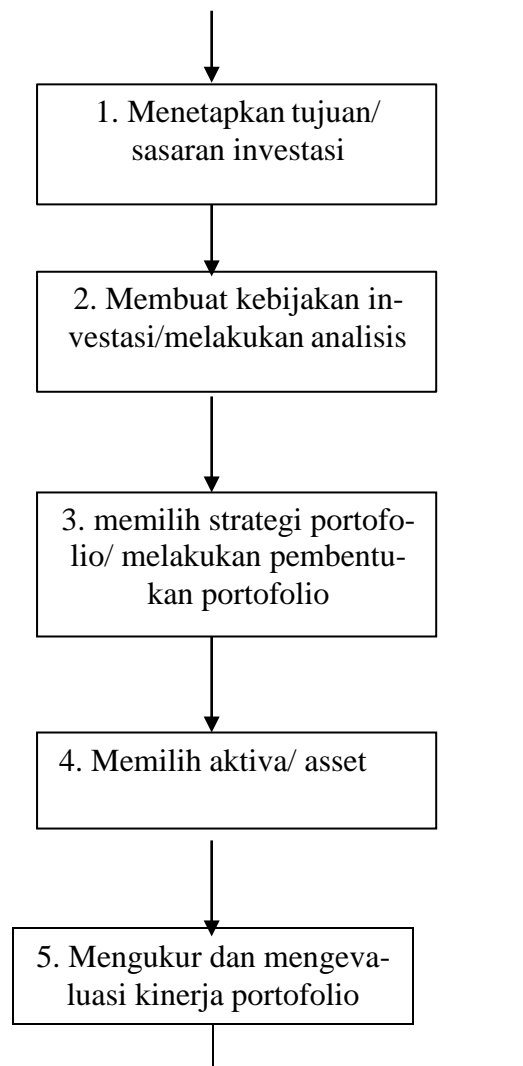 1. Menetapkan tujuan/
sasaran investasi
2. Membuat kebijakan in-
vestasi/melakukan analisis
3. memilih strategi portofo-
lio/ melakukan pembentu-
kan portofolio
4. Memilih aktiva/ asset
5. Mengukur dan mengeva-
luasi kinerja portofolio